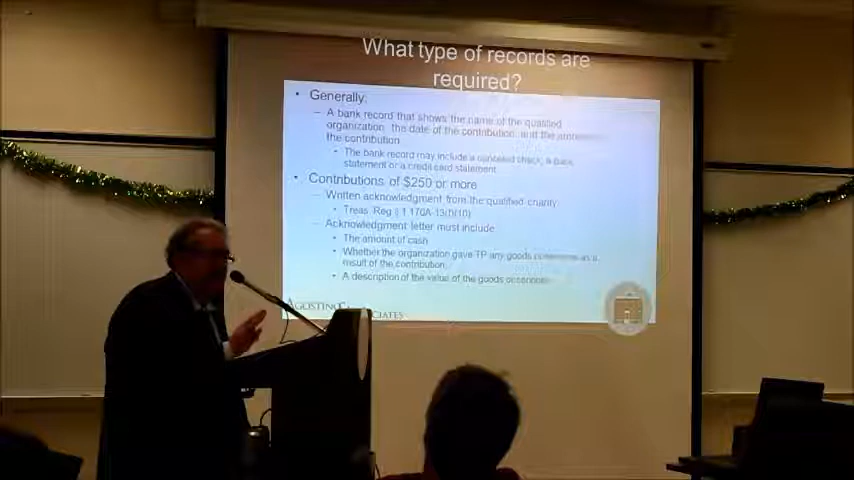 What type of records are
required?
• Generally:
– A bank record that shows the name of the qualified
organization, the date of the contribution, and the
the contribution
• The bank record may include a canceled check, a bank
statement or a credit card statement
• Contributions of $250 or more
– Written acknowledgment from the qualified charity
• Treas. Reg § 1.170A-13(f)(10)
– Acknowledgment letter must include
• The amount of cash
• Whether the organization gave TP any goods as a
result of the contribution
• A description of the value of the goods or
AGOSTINO